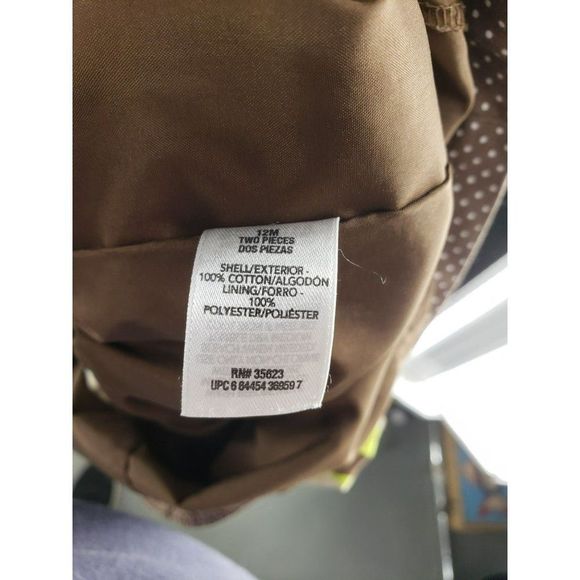 12M
TWO PIECES
DOS PIEZAS
SHELL/EXTERIOR -
100% COTTON/ALGODÓN
LINING/FORRO -
100%
POLYESTER/POLIÉSTER
RN# 35623
UPC 6 84454 36959 7